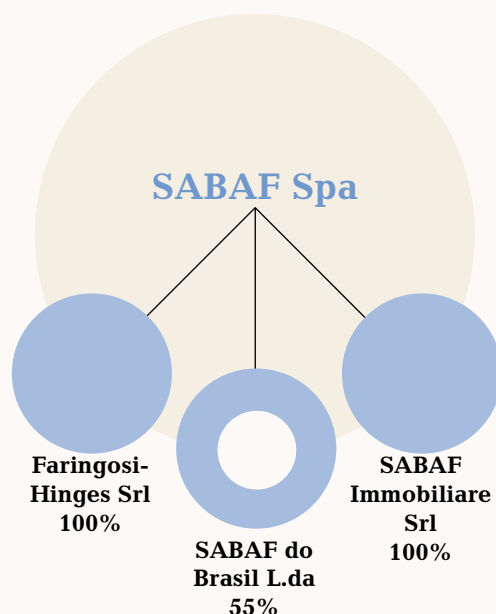 SABAF Spa
Faringosi-
Hinges Srl
100%
SABAF do
Brasil L.da
55%
SABAF
Immobiliare
Srl
100%